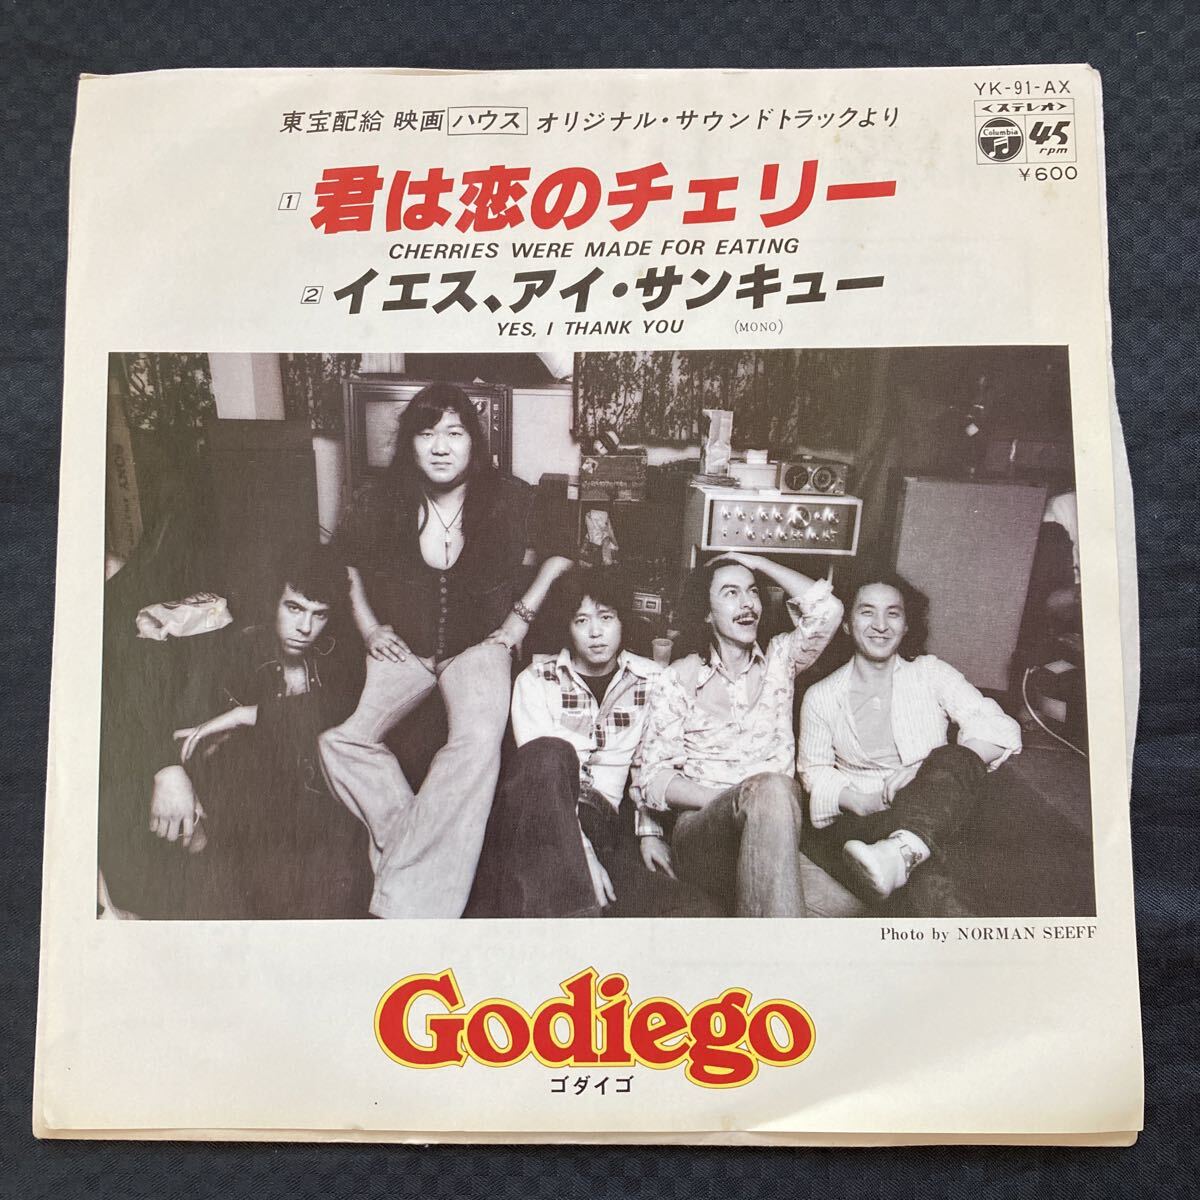 YK-91-AX
<ステレオ>
Columbia 45 rpm
¥600
東宝配給 映画 ハウス オリジナル・サウンドトラックより
1 君は恋のチェリー
CHERRIES WERE MADE FOR EATING
2 イエス、アイ・サンキュー
YES, I THANK YOU (MONO)
SONY
Photo by NORMAN SEEFF
Godiego
ゴダイゴ